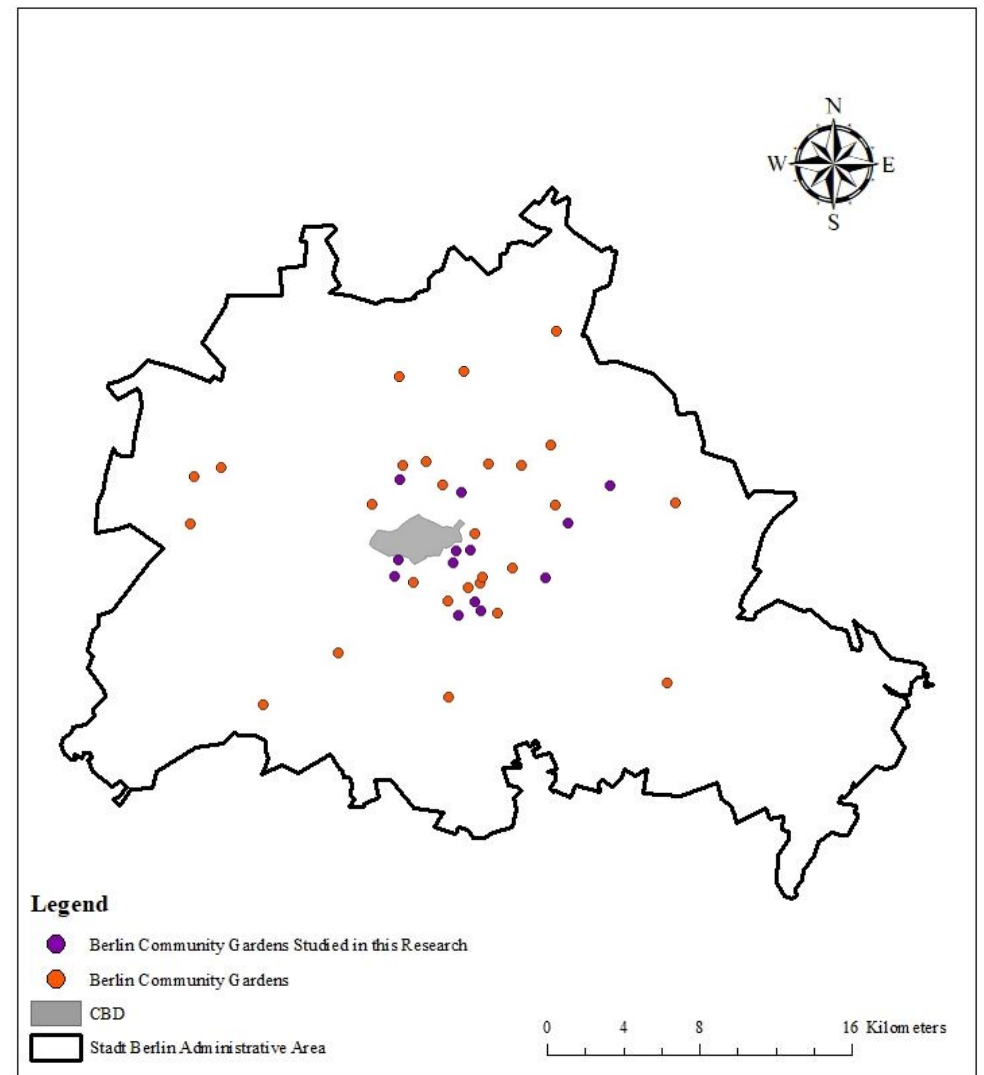 N
W E
S
Legend
Berlin Community Gardens Studied in this Research
Berlin Community Gardens
CBD
Stadt Berlin Administrative Area
0 4 8 16 Kilometers